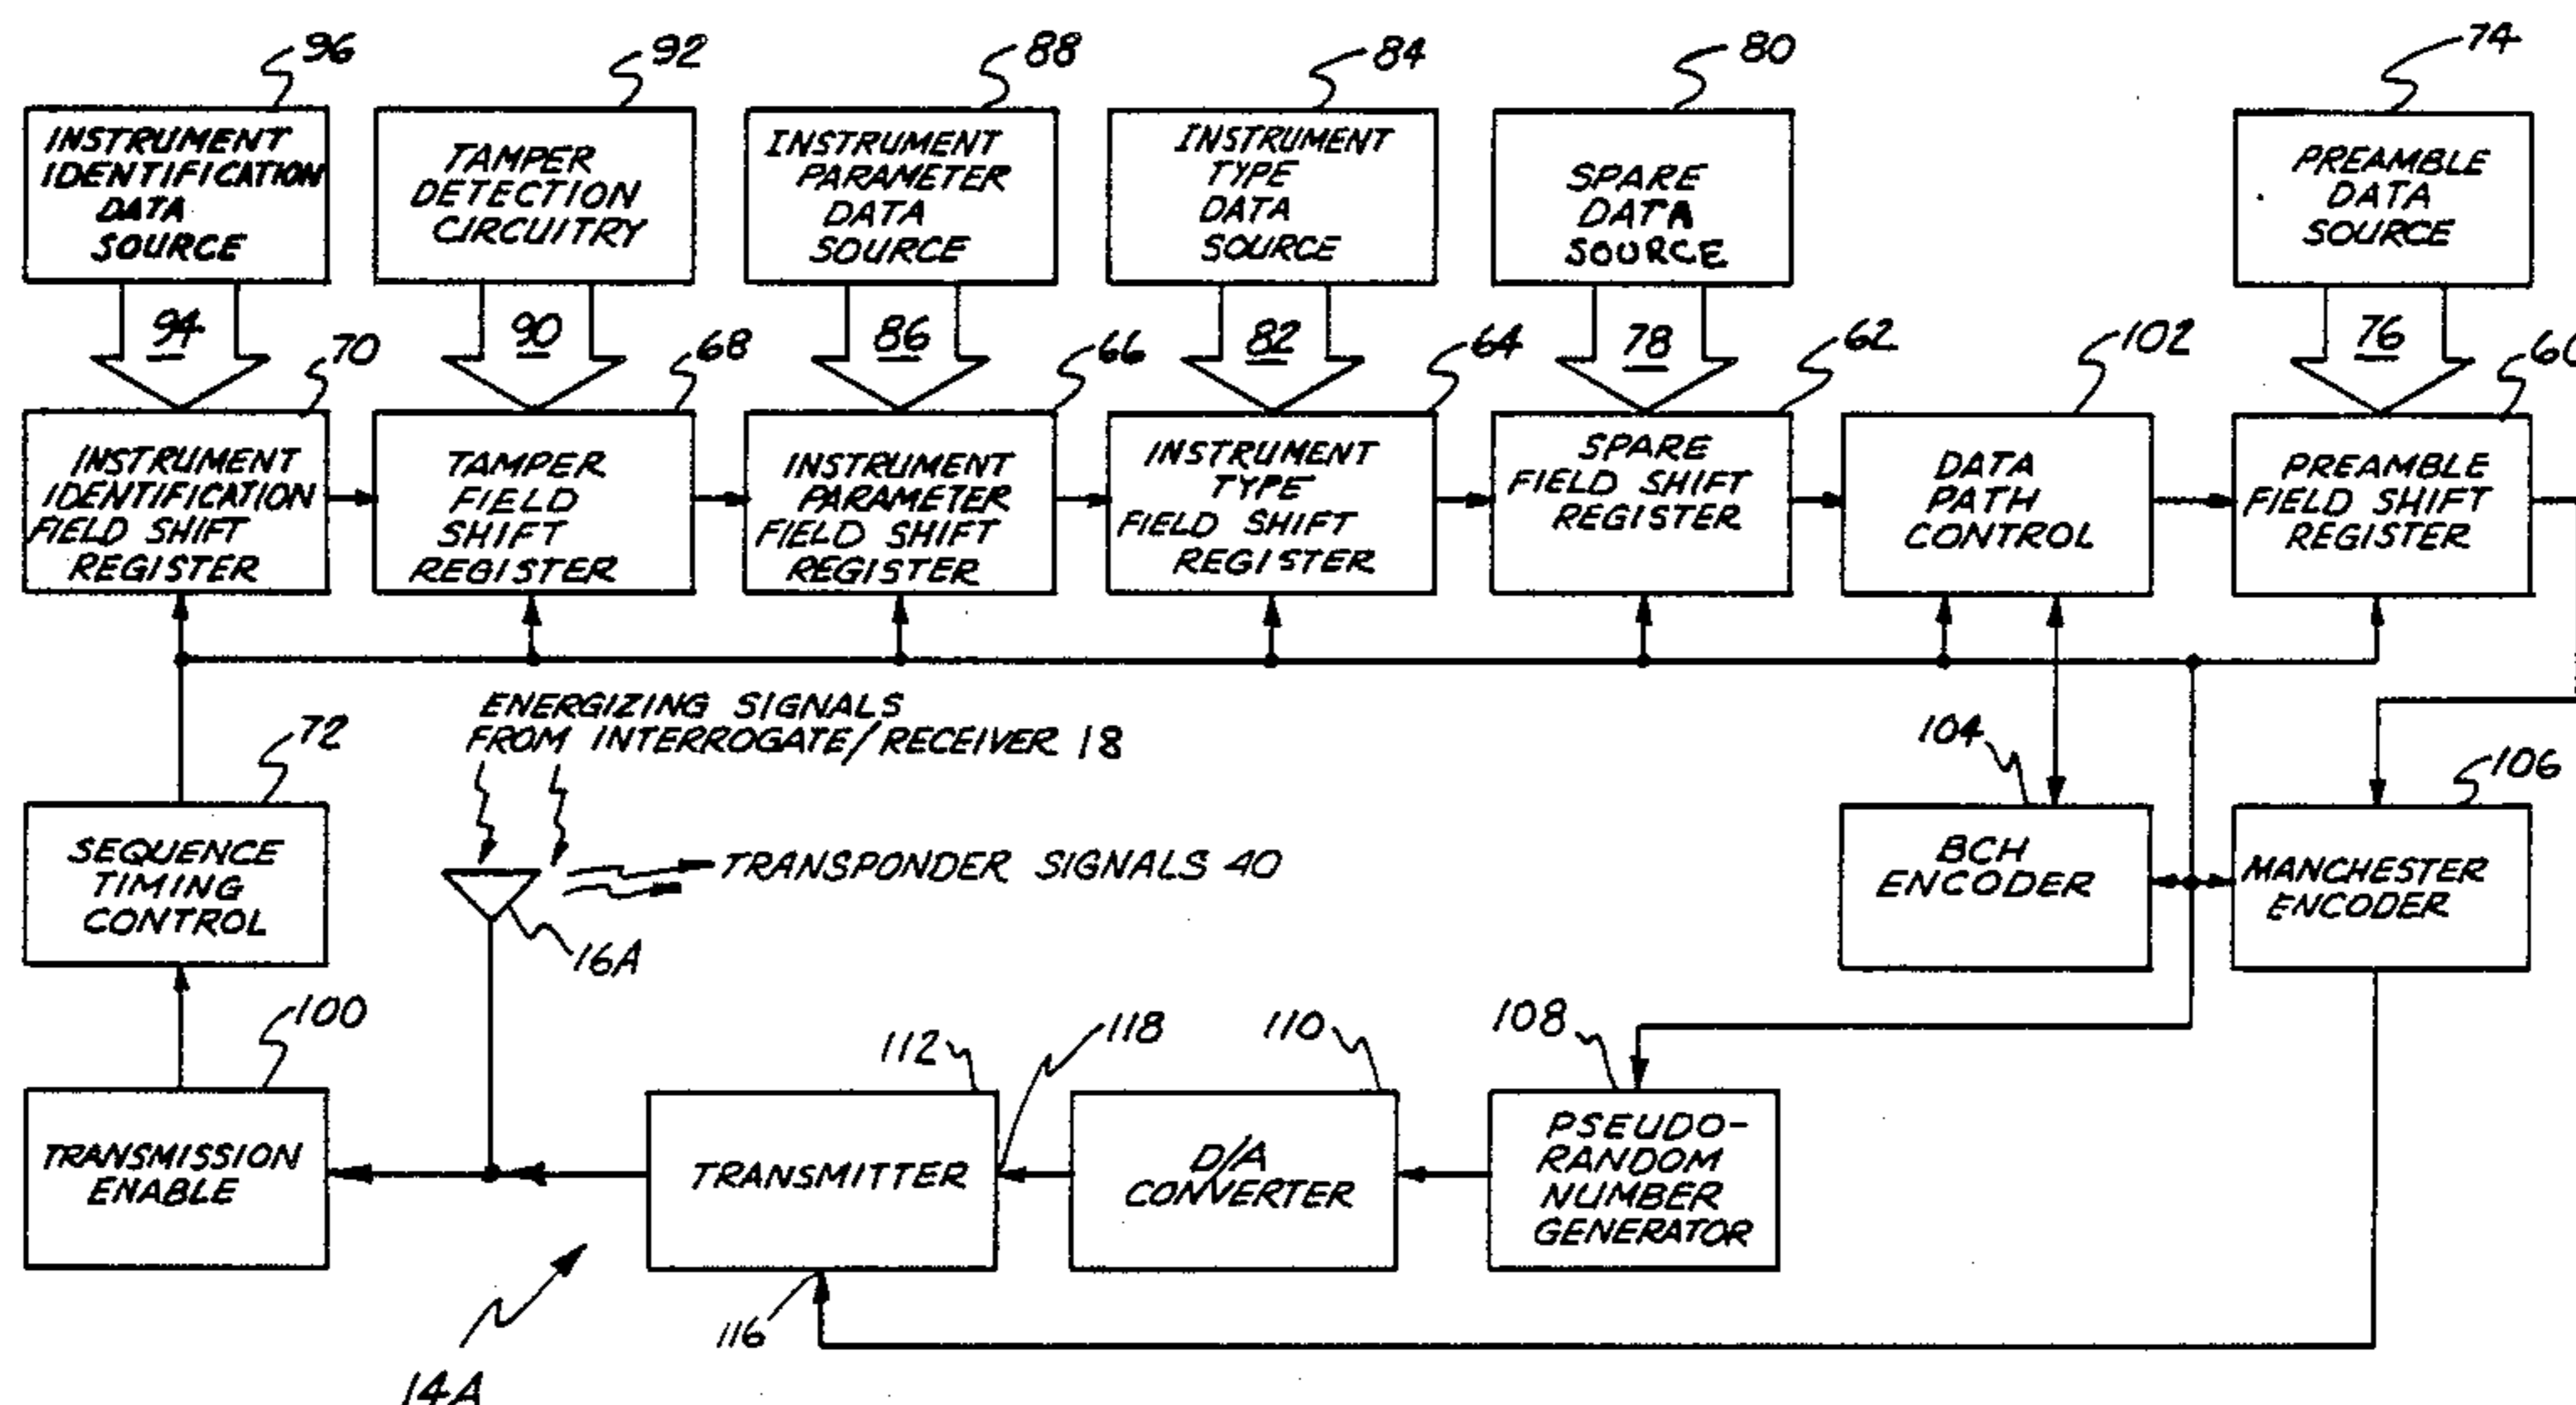 96
92
88
84
80
74
INSTRUMENT
IDENTIFICATION
DATA
SOURCE
TAMPER
DETECTION
CIRCUITRY
INSTRUMENT
PARAMETER
DATA
SOURCE
INSTRUMENT
TYPE
DATA
SOURCE
SPARE
DATA
SOURCE
PREAMBLE
DATA
SOURCE
94
90
86
82
78
76
70
68
66
64
62
102
60
INSTRUMENT
IDENTIFICATION
FIELD SHIFT
REGISTER
TAMPER
FIELD
SHIFT
REGISTER
INSTRUMENT
PARAMETER
FIELD SHIFT
REGISTER
INSTRUMENT
TYPE
FIELD SHIFT
REGISTER
SPARE
FIELD SHIFT
REGISTER
DATA
PATH
CONTROL
PREAMBLE
FIELD SHIFT
REGISTER
ENERGIZING SIGNALS
FROM INTERROGATE/RECEIVER 18
72
104
106
SEQUENCE
TIMING
CONTROL
TRANSPONDER SIGNALS 40
16A
BCH
ENCODER
MANCHESTER
ENCODER
100
112
118
110
108
TRANSMISSION
ENABLE
TRANSMITTER
D/A
CONVERTER
PSEUDO-
RANDOM
NUMBER
GENERATOR
116
14A